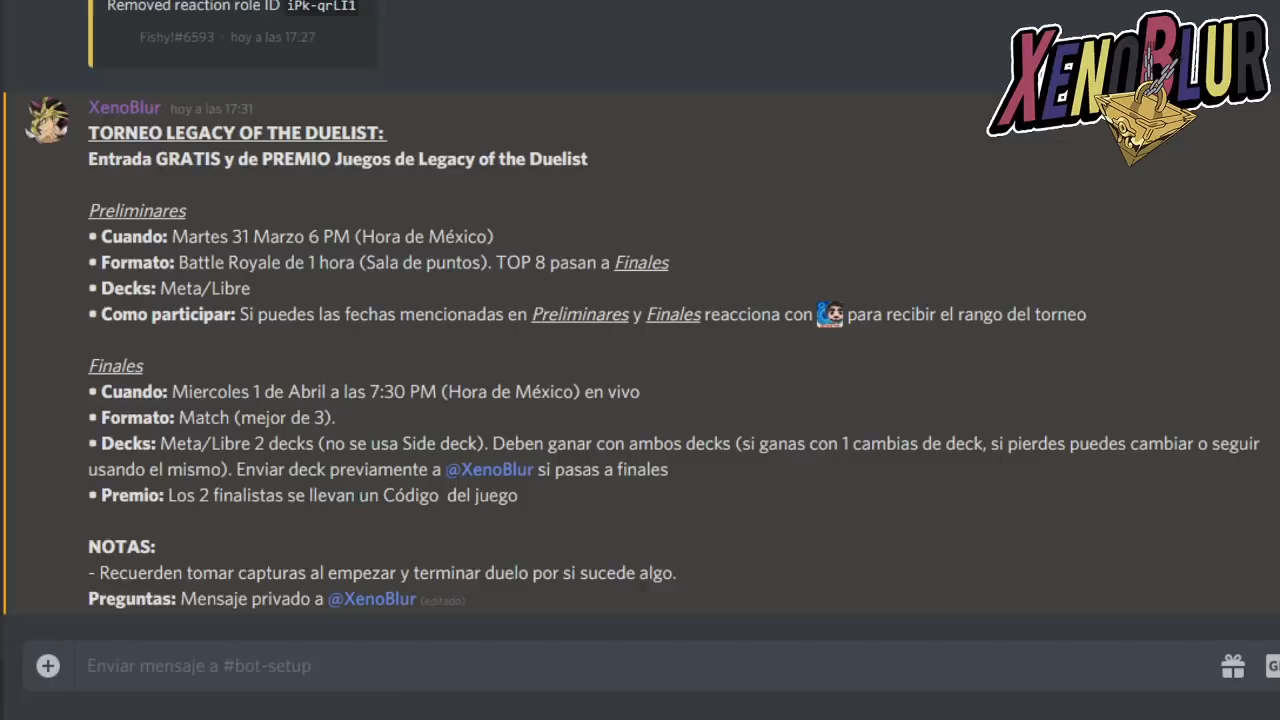 Removed reaction role ID iPk-qrLI1
Fishy!#6593 · hoy a las 17:27
XENOBLUR
XenoBlur hoy a las 17:31
TORNEO LEGACY OF THE DUELIST:
Entrada GRATIS y de PREMIO Juegos de Legacy of the Duelist
Preliminares
▪ Cuando: Martes 31 Marzo 6 PM (Hora de México)
▪ Formato: Battle Royale de 1 hora (Sala de puntos). TOP 8 pasan a Finales
▪ Decks: Meta/Libre
▪ Como participar: Si puedes las fechas mencionadas en Preliminares y Finales reacciona con para recibir el rango del torneo
Finales
▪ Cuando: Miercoles 1 de Abril a las 7:30 PM (Hora de México) en vivo
▪ Formato: Match (mejor de 3).
▪ Decks: Meta/Libre 2 decks (no se usa Side deck). Deben ganar con ambos decks (si ganas con 1 cambias de deck, si pierdes puedes cambiar o seguir
usando el mismo). Enviar deck previamente a @XenoBlur si pasas a finales
▪ Premio: Los 2 finalistas se llevan un Código del juego
NOTAS:
- Recuerden tomar capturas al empezar y terminar duelo por si sucede algo.
Preguntas: Mensaje privado a @XenoBlur (editado)
Enviar mensaje a #bot-setup